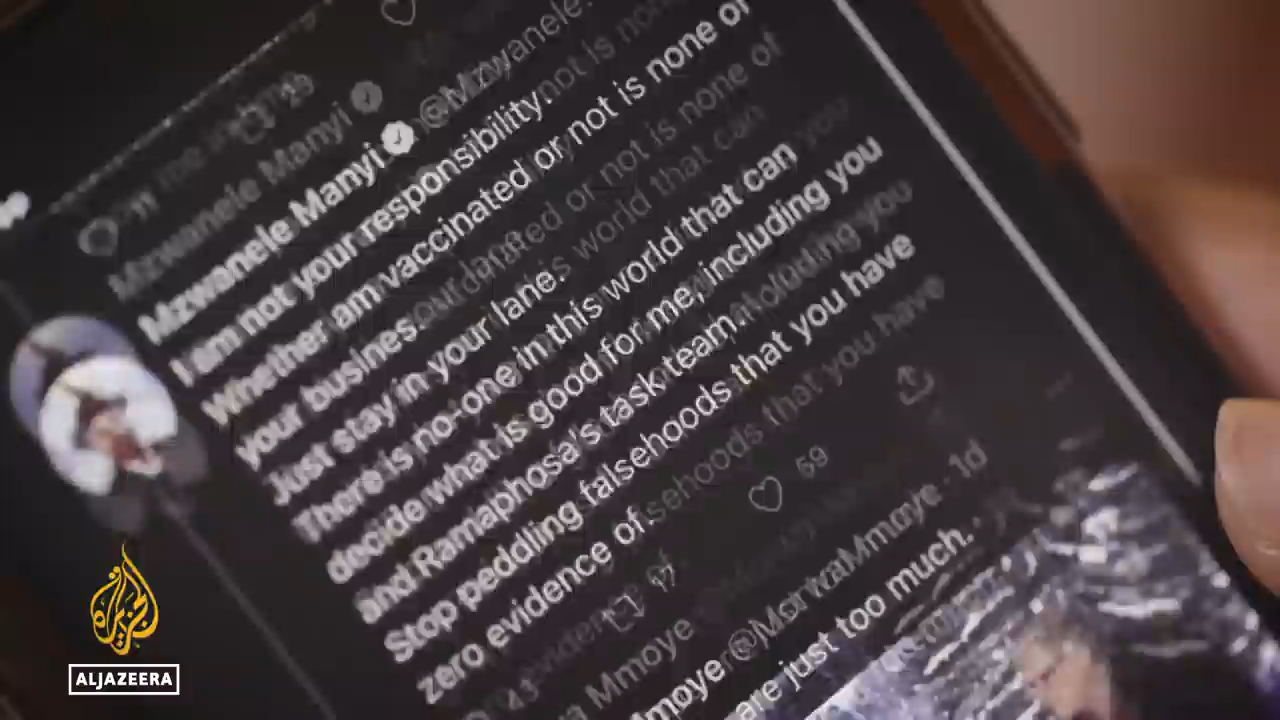 Mzwanele Manyi @Mzwanele
I am not your responsibility.
Whether am vaccinated or not is none of
your busines.
Just stay in your lane.
There is no-one in this world that can
decide what is good for me, including you
and Ramaphosa's task team.
Stop peddling falsehoods that you have
zero evidence of.
59
Mmoye · 1d
are just too much.
الجزيرة
ALJAZEERA